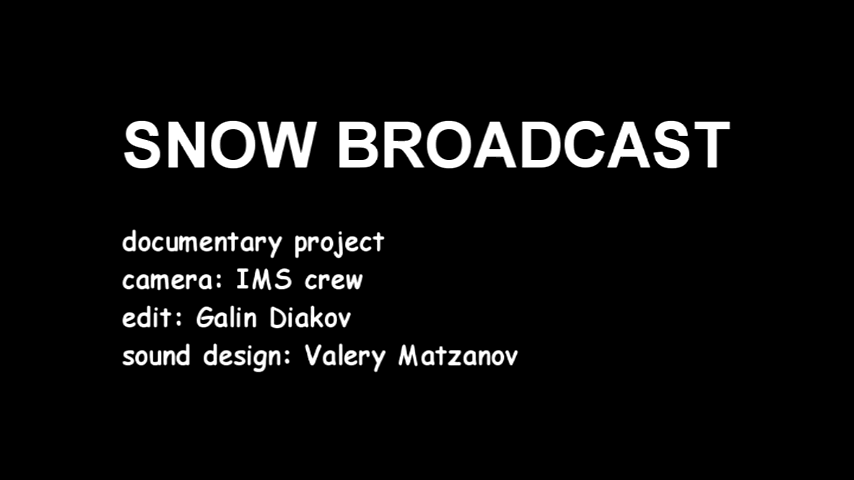 SNOW BROADCAST
documentary project
camera: IMS crew
edit: Galin Diakov
sound design: Valery Matzanov